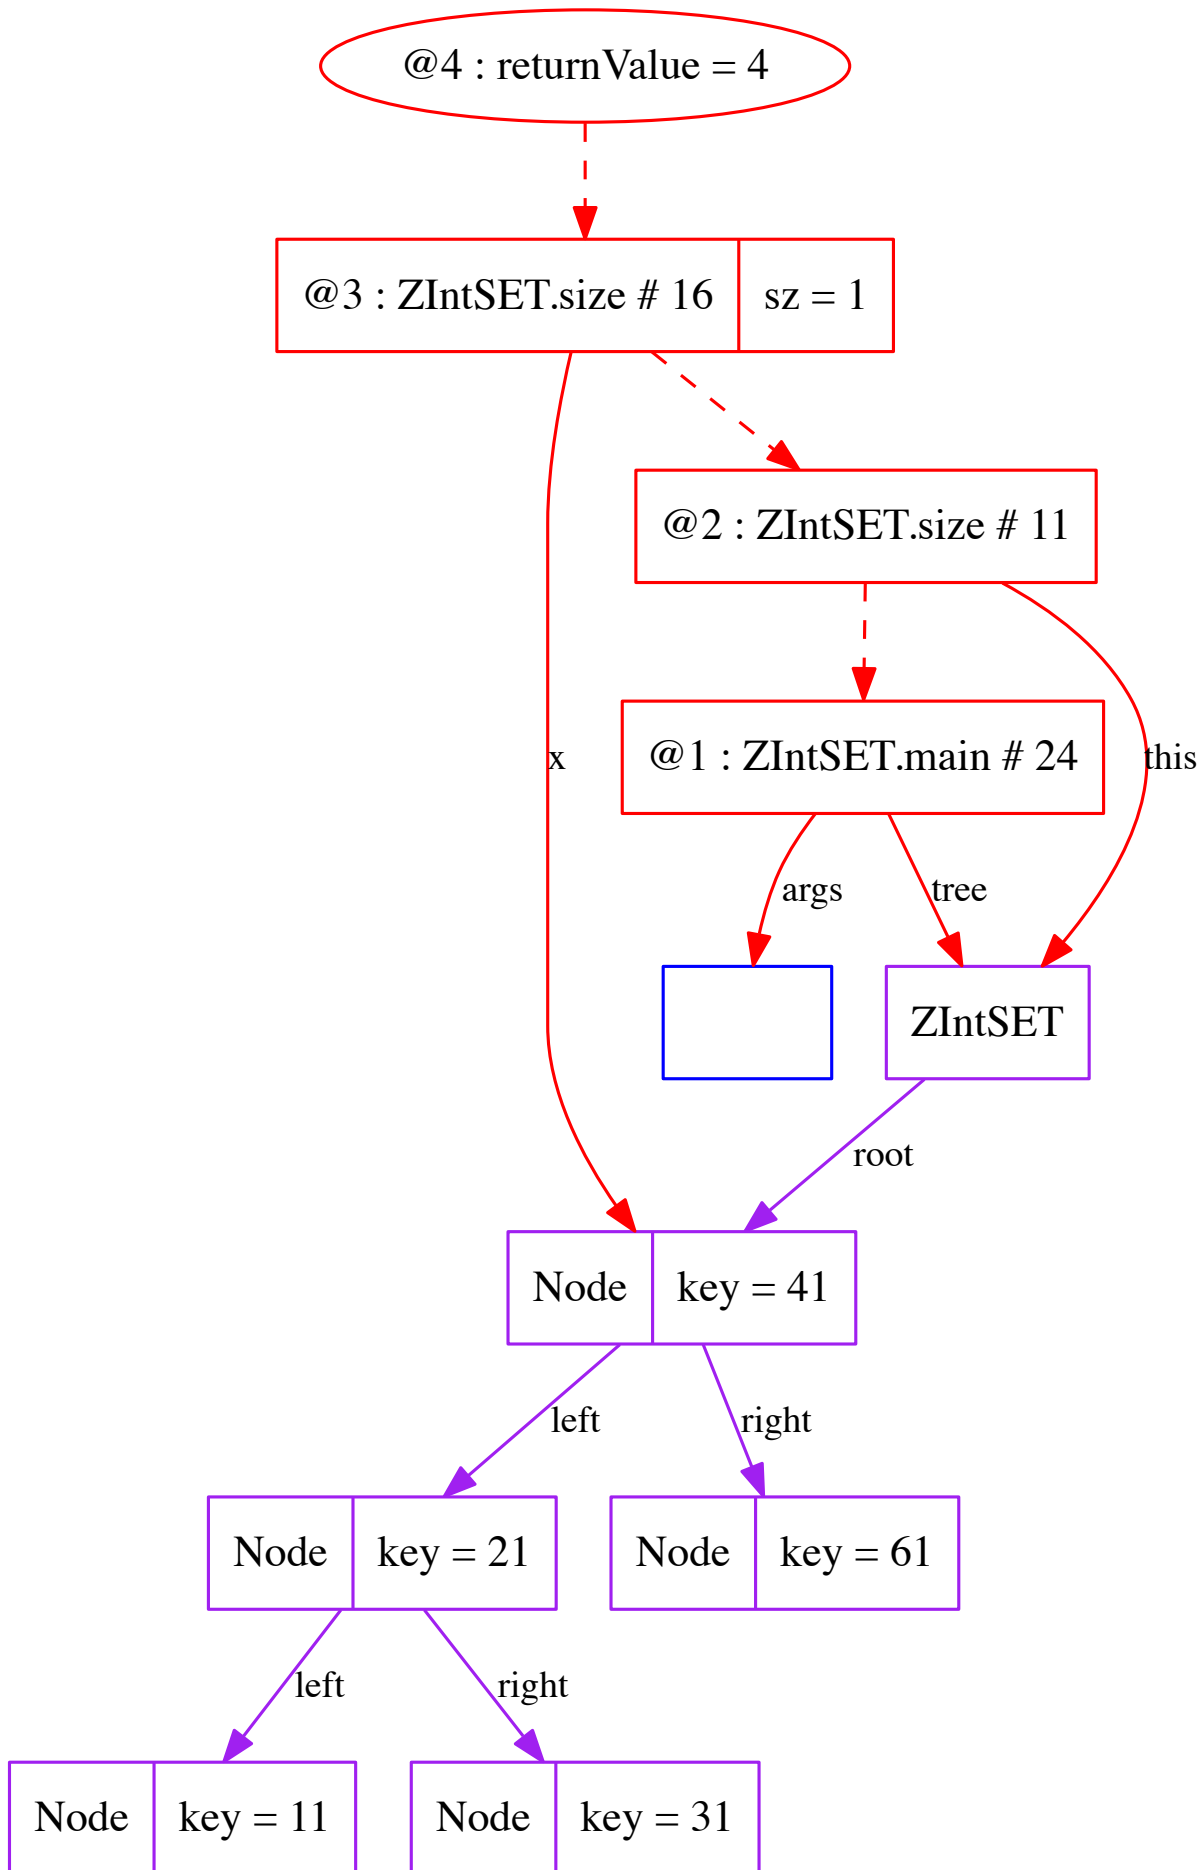 @4 : returnValue = 4
@3 : ZIntSET.size # 16
sz = 1
@2 : ZIntSET.size # 11
x
@1 : ZIntSET.main # 24
this
args
tree
ZIntSET
root
Node
key = 41
left
right
Node
key = 21
Node
key = 61
left
right
Node
key = 11
Node
key = 31